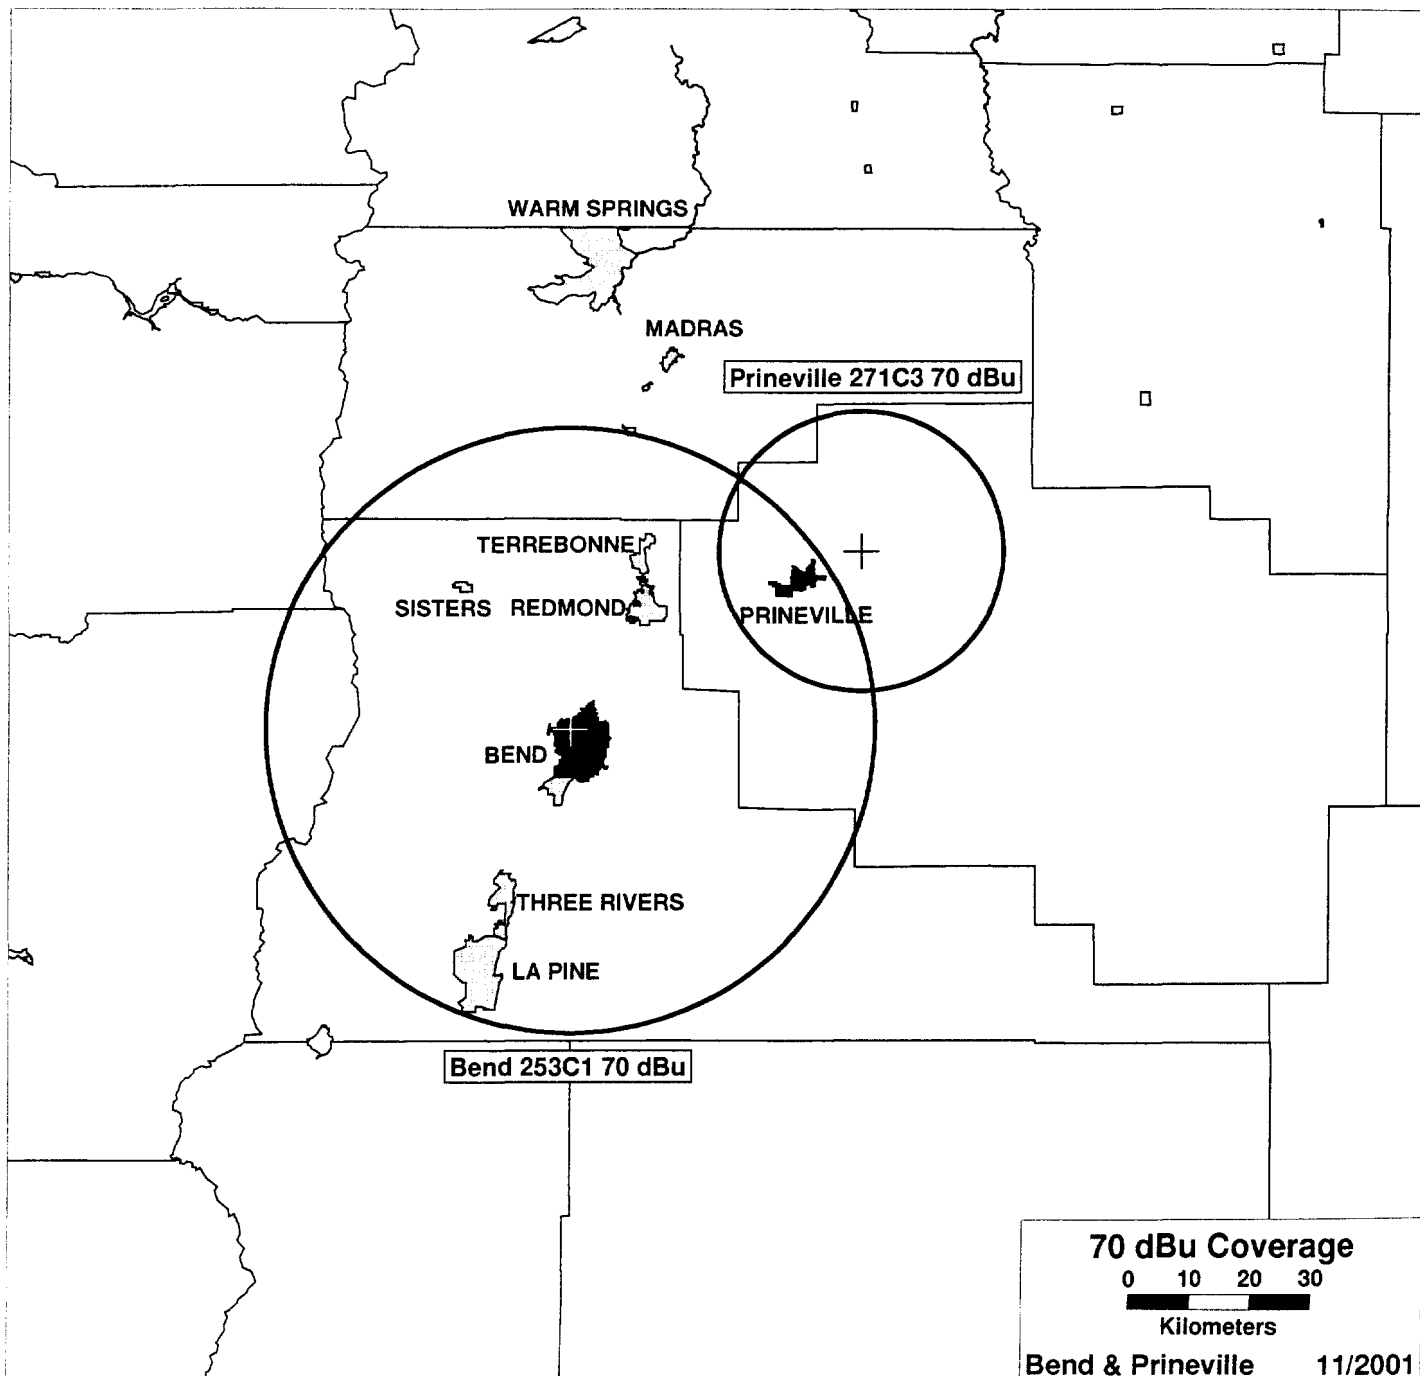 WARM SPRINGS
MADRAS
Prineville 271C3 70 dBu
TERREBONNE
SISTERS REDMOND
PRINEVILLE
BEND
THREE RIVERS
LA PINE
Bend 253C1 70 dBu
70 dBu Coverage
0 10 20 30
Kilometers
Bend & Prineville 11/2001